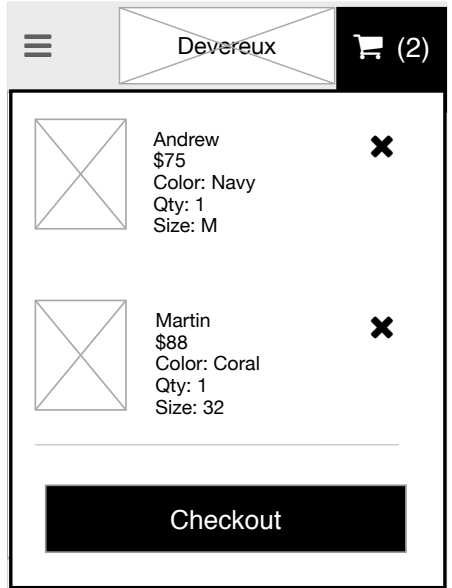 Devereux
(2)
Andrew
$75
Color: Navy
Qty: 1
Size: M
Martin
$88
Color: Coral
Qty: 1
Size: 32
Checkout